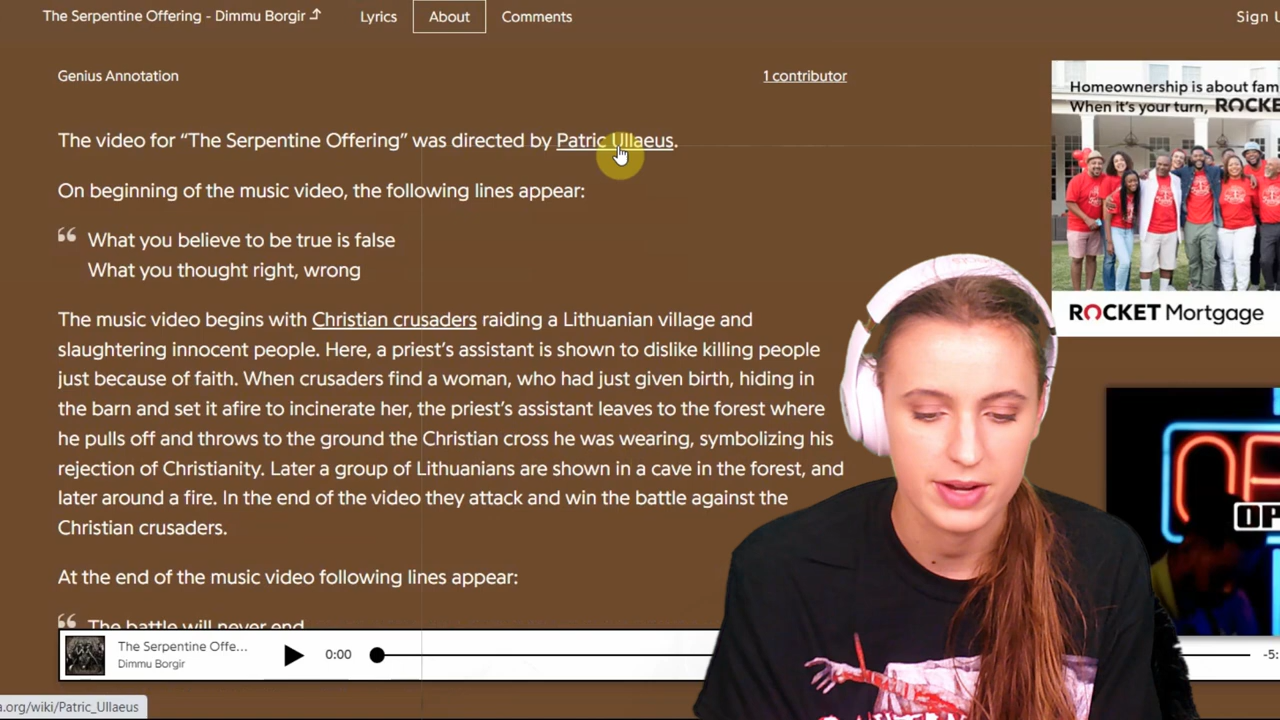 The Serpentine Offering - Dimmu Borgir
Lyrics
About
Comments
Sign
Genius Annotation
1 contributor
The video for “The Serpentine Offering” was directed by Patric Ullaeus.
On beginning of the music video, the following lines appear:
What you believe to be true is false
What you thought right, wrong
The music video begins with Christian crusaders raiding a Lithuanian village and
slaughtering innocent people. Here, a priest’s assistant is shown to dislike killing people
just because of faith. When crusaders find a woman, who had just given birth, hiding in
the barn and set it afire to incinerate her, the priest’s assistant leaves to the forest where
he pulls off and throws to the ground the Christian cross he was wearing, symbolizing his
rejection of Christianity. Later a group of Lithuanians are shown in a cave in the forest, and
later around a fire. In the end of the video they attack and win the battle against the
Christian crusaders.
At the end of the music video following lines appear:
The battle will never end
Homeownership is about fam
When it's your turn, ROCKE
ROCKET Mortgage
OP
The Serpentine Offe...
Dimmu Borgir
0:00
-5:
a.org/wiki/Patric_Ullaeus